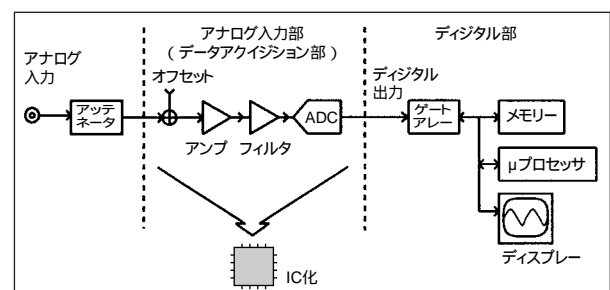 アナログ入力部
(データアクイジション部)
ディジタル部
アナログ
入力
オフセット
ディジタル
出力
アッテ
ネータ
アンプ
フィルタ
ADC
ゲート
アレー
メモリー
μプロセッサ
ディスプレー
IC化